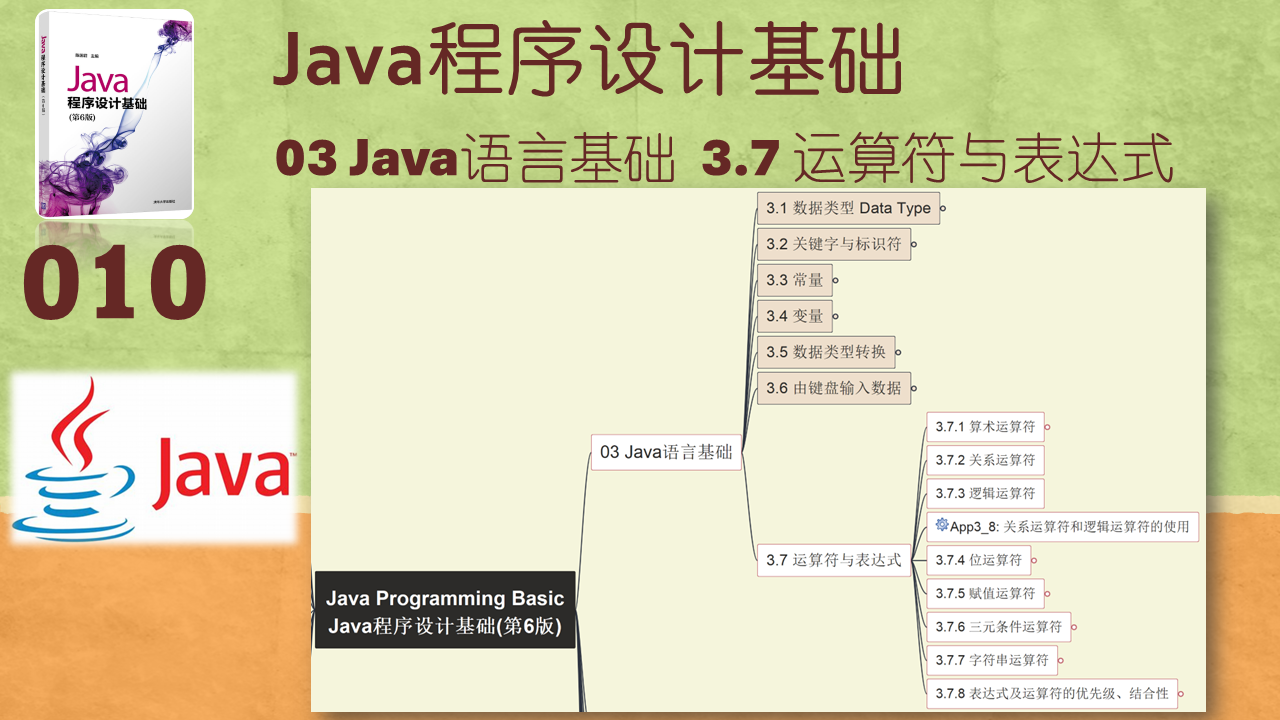 Java程序设计基础
03 Java语言基础 3.7 运算符与表达式
Java
程序设计基础
(第6版)
010
Java™
3.1 数据类型 Data Type
3.2 关键字与标识符
3.3 常量
3.4 变量
3.5 数据类型转换
3.6 由键盘输入数据
03 Java语言基础
3.7 运算符与表达式
3.7.1 算术运算符
3.7.2 关系运算符
3.7.3 逻辑运算符
App3_8: 关系运算符和逻辑运算符的使用
3.7.4 位运算符
3.7.5 赋值运算符
3.7.6 三元条件运算符
3.7.7 字符串运算符
3.7.8 表达式及运算符的优先级、结合性
Java Programming Basic
Java程序设计基础(第6版)